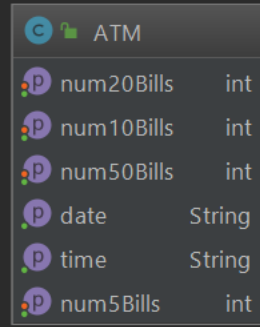 C ATM
p num20Bills int
p num10Bills int
p num50Bills int
p date String
p time String
p num5Bills int